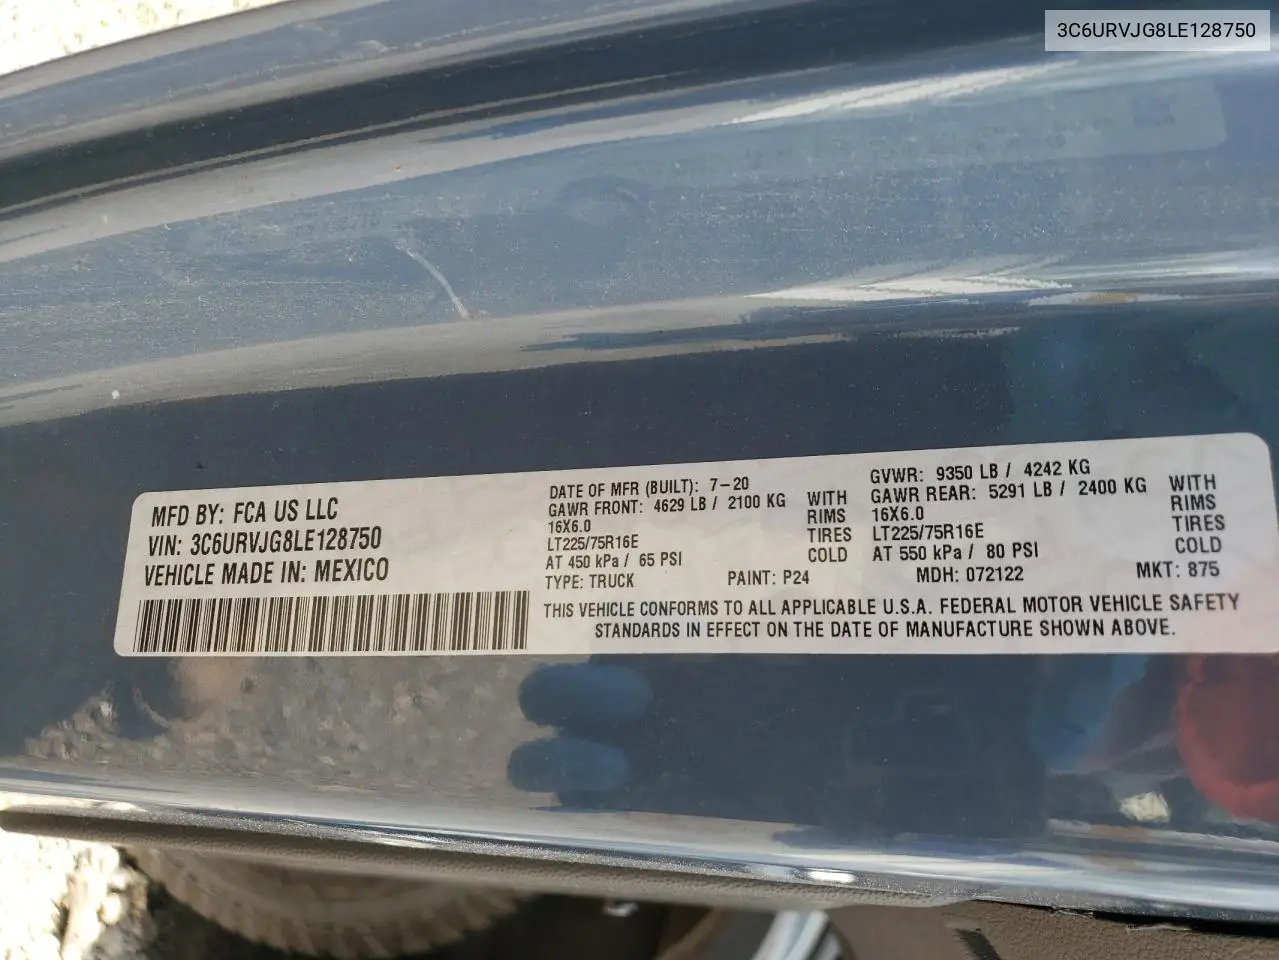 3C6URVJG8LE128750
MFD BY: FCA US LLC
VIN: 3C6URVJG8LE128750
VEHICLE MADE IN: MEXICO
DATE OF MFR (BUILT): 7-20
GAWR FRONT: 4629 LB / 2100 KG WITH
16X6.0 RIMS
LT225/75R16E TIRES
AT 450 kPa / 65 PSI COLD
TYPE: TRUCK PAINT: P24
GVWR: 9350 LB / 4242 KG
GAWR REAR: 5291 LB / 2400 KG WITH
16X6.0 RIMS
LT225/75R16E TIRES
AT 550 kPa / 80 PSI COLD
MDH: 072122 MKT: 875
THIS VEHICLE CONFORMS TO ALL APPLICABLE U.S.A. FEDERAL MOTOR VEHICLE SAFETY
STANDARDS IN EFFECT ON THE DATE OF MANUFACTURE SHOWN ABOVE.